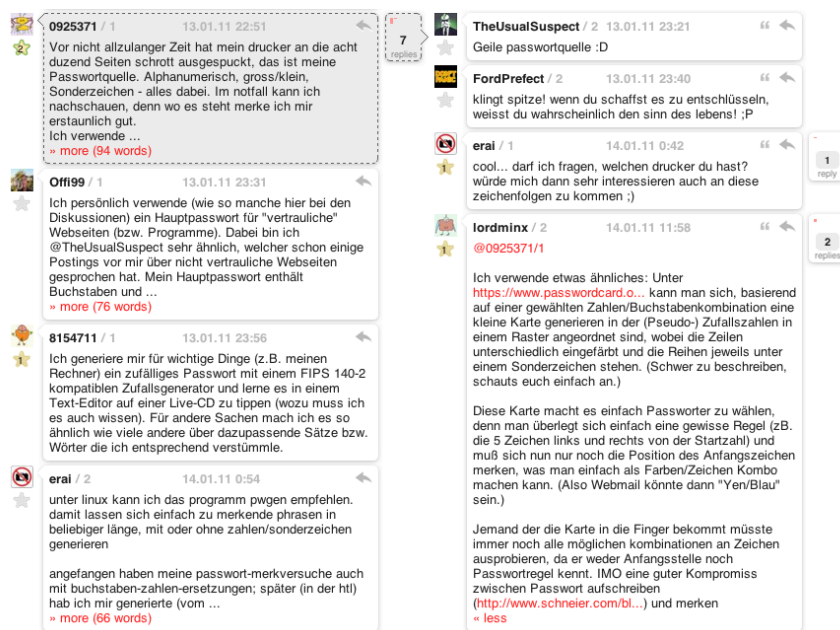 0925371 / 1 13.01.11 22:51
2
Vor nicht allzulanger Zeit hat mein drucker an die acht
duzend Seiten schrott ausgespuckt, das ist meine
Passwortquelle. Alphanumerisch, gross/klein,
Sonderzeichen - alles dabei. Im notfall kann ich
nachschauen, denn wo es steht merke ich mir
erstaunlich gut.
Ich verwende ...
» more (94 words)
7
replies
Offi99 / 1 13.01.11 23:31
Ich persönlich verwende (wie so manche hier bei den
Diskussionen) ein Hauptpasswort für "vertrauliche"
Webseiten (bzw. Programme). Dabei bin ich
@TheUsualSuspect sehr ähnlich, welcher schon einige
Postings vor mir über nicht vertrauliche Webseiten
gesprochen hat. Mein Hauptpasswort enthält
Buchstaben und ...
» more (76 words)
8154711 / 1 13.01.11 23:56
1
Ich generiere mir für wichtige Dinge (z.B. meinen
Rechner) ein zufälliges Passwort mit einem FIPS 140-2
kompatiblen Zufallsgenerator und lerne es in einem
Text-Editor auf einer Live-CD zu tippen (wozu muss ich
es auch wissen). Für andere Sachen mach ich es so
ähnlich wie viele andere über dazupassende Sätze bzw.
Wörter die ich entsprechend verstümmle.
erai / 2 14.01.11 0:54
unter linux kann ich das programm pwgen empfehlen.
damit lassen sich einfach zu merkende phrasen in
beliebiger länge, mit oder ohne zahlen/sonderzeichen
generieren
angefangen haben meine passwort-merkversuche auch
mit buchstaben-zahlen-ersetzungen; später (in der htl)
hab ich mir generierte (vom ...
» more (66 words)
TheUsualSuspect / 2 13.01.11 23:21
Geile passwortquelle :D
FordPrefect / 2 13.01.11 23:40
klingt spitze! wenn du schaffst es zu entschlüsseln,
weisst du wahrscheinlich den sinn des lebens! ;P
erai / 1 14.01.11 0:42
1
cool... darf ich fragen, welchen drucker du hast?
würde mich dann sehr interessieren auch an diese
zeichenfolgen zu kommen ;)
1
reply
lordminx / 2 14.01.11 11:58
1
@0925371/1
2
replies
Ich verwende etwas ähnliches: Unter
https://www.passwordcard.o... kann man sich, basierend
auf einer gewählten Zahlen/Buchstabenkombination eine
kleine Karte generieren in der (Pseudo-) Zufallszahlen in
einem Raster angeordnet sind, wobei die Zeilen
unterschiedlich eingefärbt und die Reihen jeweils unter
einem Sonderzeichen stehen. (Schwer zu beschreiben,
schauts euch einfach an.)
Diese Karte macht es einfach Passworter zu wählen,
denn man überlegt sich einfach eine gewisse Regel (zB.
die 5 Zeichen links und rechts von der Startzahl) und
muß sich nun nur noch die Position des Anfangszeichen
merken, was man einfach als Farben/Zeichen Kombo
machen kann. (Also Webmail könnte dann "Yen/Blau"
sein.)
Jemand der die Karte in die Finger bekommt müsste
immer noch alle möglichen kombinationen an Zeichen
ausprobieren, da er weder Anfangsstelle noch
Passwortregel kennt. IMO eine guter Kompromiss
zwischen Passwort aufschreiben
(http://www.schneier.com/bl...) und merken
« less